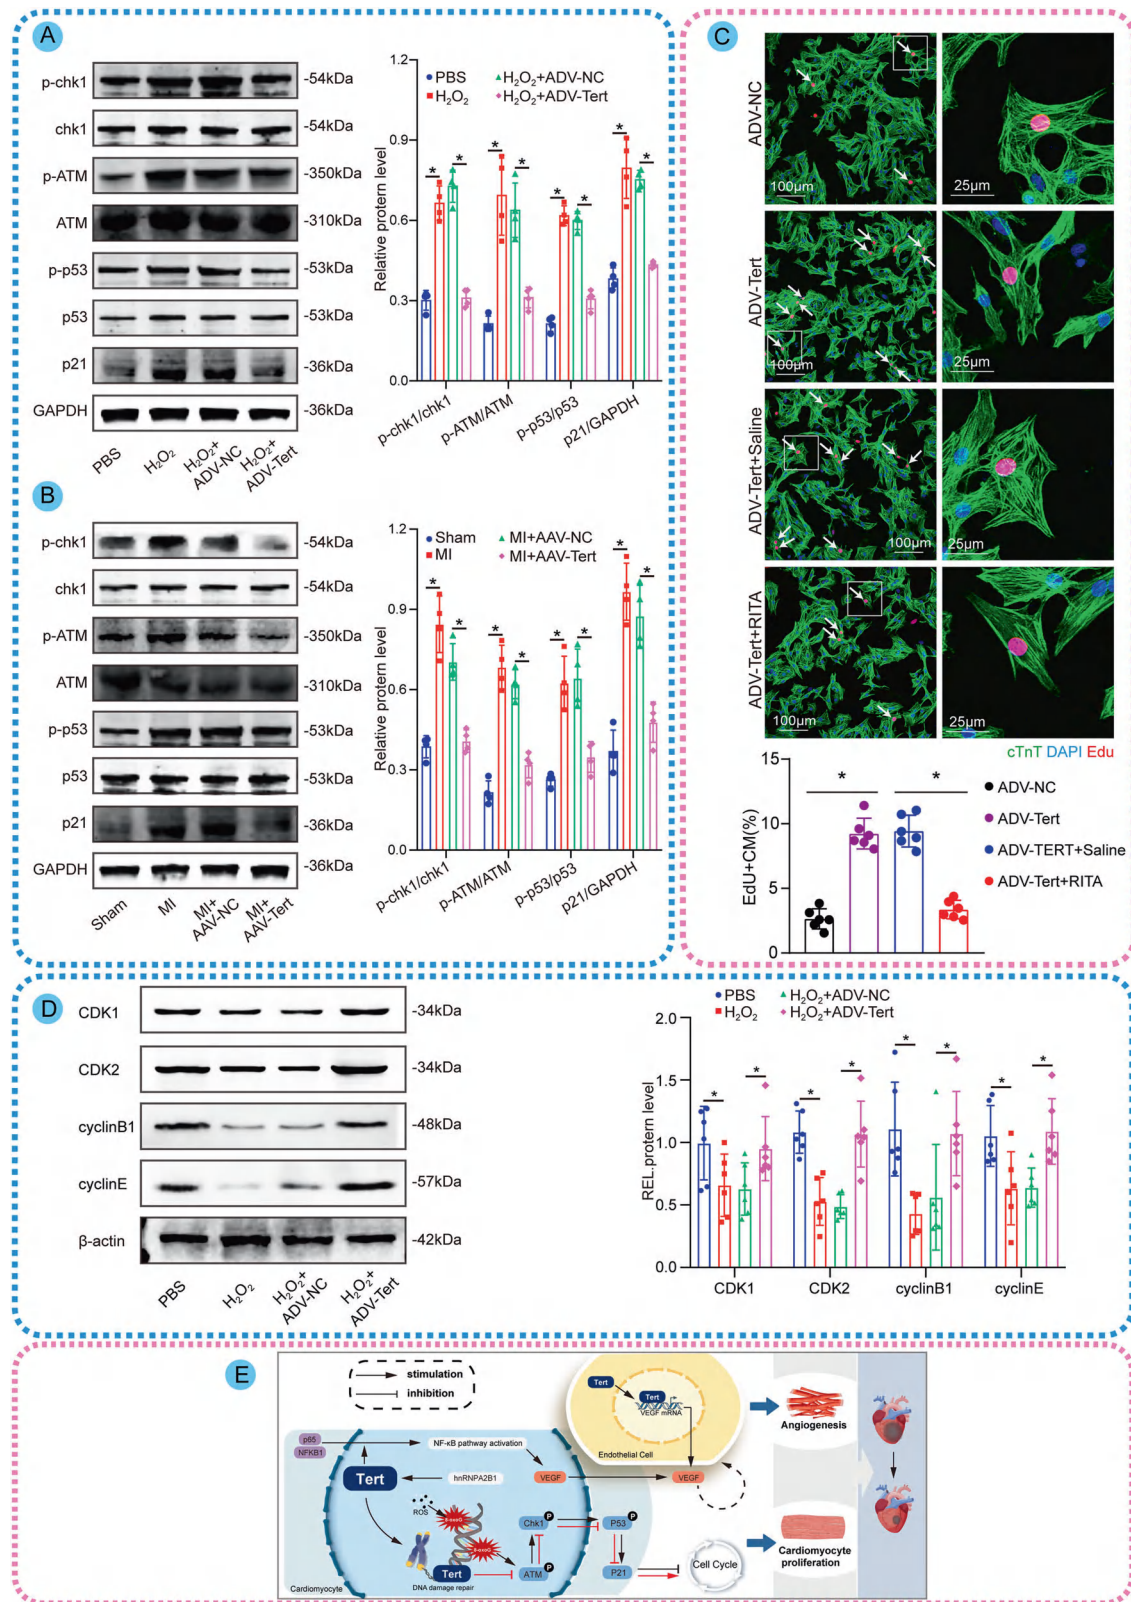 A
p-chk1
-54kDa
chk1
-54kDa
p-ATM
-350kDa
ATM
-310kDa
p-p53
-53kDa
p53
-53kDa
p21
-36kDa
GAPDH
-36kDa
PBS
H₂O₂
H₂O₂+
ADV-NC
H₂O₂+
ADV-Tert
PBS
H₂O₂
H₂O₂+ADV-NC
H₂O₂+ADV-Tert
Relative protern level
1.2
0.9
0.6
0.3
0.0
p-chk1/chk1
p-ATM/ATM
p-p53/p53
p21/GAPDH
* * * * * * * *
B
p-chk1
-54kDa
chk1
-54kDa
p-ATM
-350kDa
ATM
-310kDa
p-p53
-53kDa
p53
-53kDa
p21
-36kDa
GAPDH
-36kDa
Sham
MI
MI+
AAV-NC
MI+
AAV-Tert
Sham
MI
MI+AAV-NC
MI+AAV-Tert
Relative protern level
1.2
0.9
0.6
0.3
0.0
p-chk1/chk1
p-ATM/ATM
p-p53/p53
p21/GAPDH
* * * * * * * *
C
ADV-NC
100μm
25μm
ADV-Tert
100μm
25μm
ADV-Tert+Saline
100μm
25μm
ADV-Tert+RITA
100μm
25μm
cTnT DAPI Edu
EdU+CM(%)
15
10
5
0
* *
ADV-NC
ADV-Tert
ADV-TERT+Saline
ADV-Tert+RITA
D
CDK1
-34kDa
CDK2
-34kDa
cyclinB1
-48kDa
cyclinE
-57kDa
β-actin
-42kDa
PBS
H₂O₂
H₂O₂+
ADV-NC
H₂O₂+
ADV-Tert
PBS
H₂O₂
H₂O₂+ADV-NC
H₂O₂+ADV-Tert
REL.protern level
2.0
1.5
1.0
0.5
0.0
* * * * * * * *
CDK1
CDK2
cyclinB1
cyclinE
E
stimulation
inhibition
p65
NFKB1
NF-κB pathway activation
Tert
hnRNPA2B1
VEGF
ROS
8-oxoG
8-oxoG
Tert
DNA damage repair
Cardiomyocyte
Chk1
P
ATM
P
P53
P
P21
Cell Cycle
Tert
Tert
VEGF mRNA
Endothelial Cell
VEGF
Angiogenesis
Cardiomyocyte
proliferation